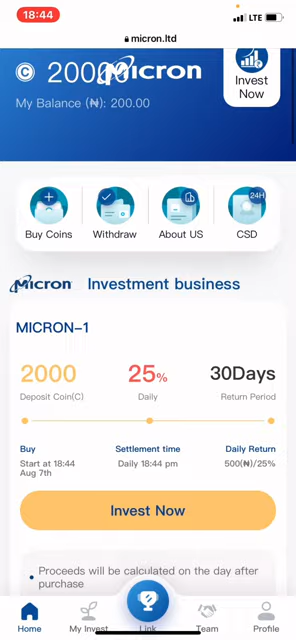 18:44
LTE
micron.ltd
C 20000
Micron
Invest
Now
My Balance (₦): 200.00
24H
Buy Coins
Withdraw
About US
CSD
Micron Investment business
MICRON-1
2000
25%
30Days
Deposit Coin(C)
Daily
Return Period
Buy
Settlement time
Daily Return
Start at 18:44
Aug 7th
Daily 18:44 pm
500(₦)/25%
Invest Now
Proceeds will be calculated on the day after
purchase
Home
My Invest
Link
Team
Profile